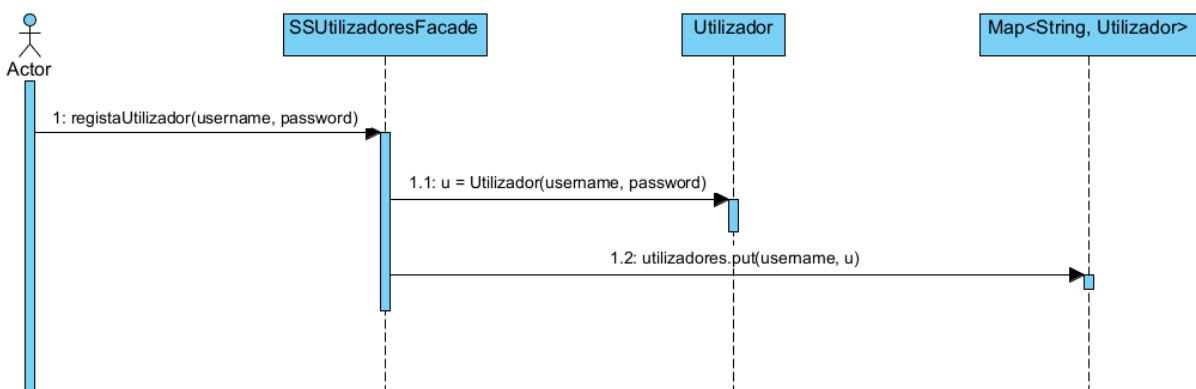 SSUtilizadoresFacade
Utilizador
Map<String, Utilizador>
Actor
1: registaUtilizador(username, password)
1.1: u = Utilizador(username, password)
1.2: utilizadores.put(username, u)